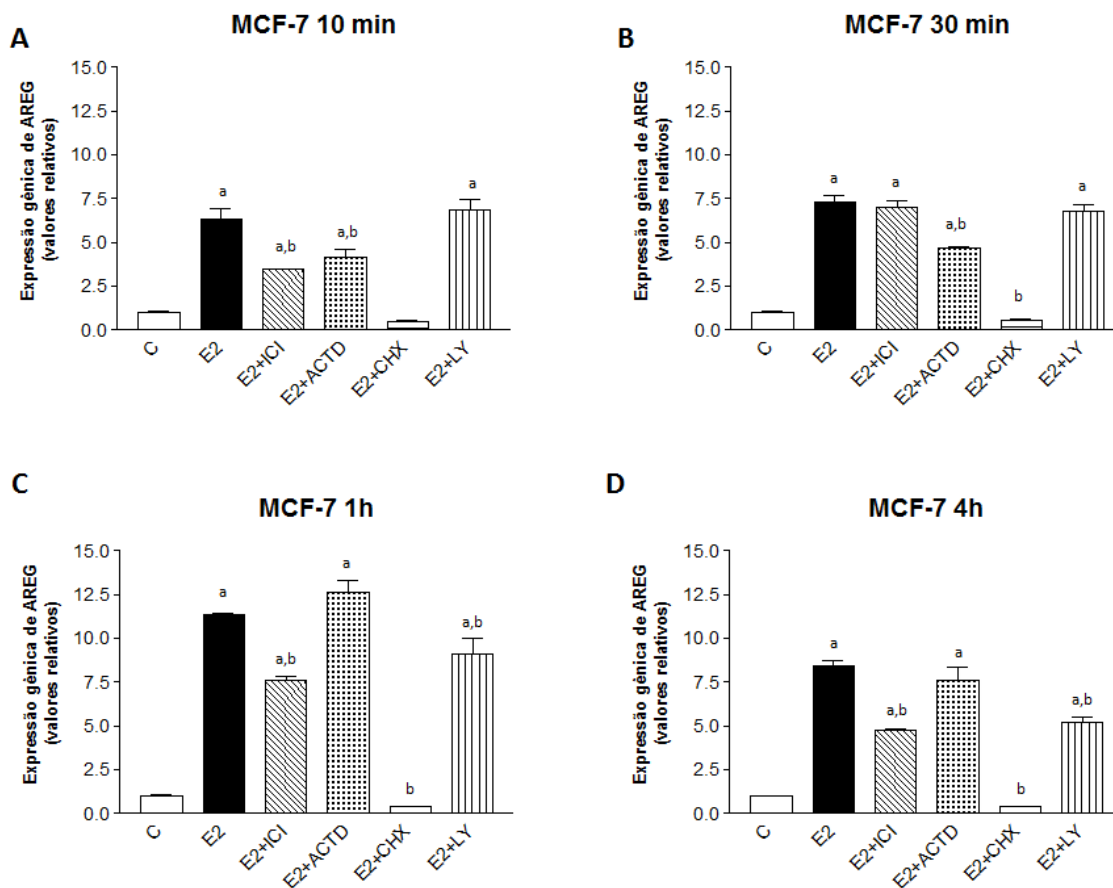 A
MCF-7 10 min
Expressão gênica de AREG
(valores relativos)
15.0
12.5
10.0
7.5
5.0
2.5
0.0
a
a,b
a,b
a
C
E2
E2+ICI
E2+ACTD
E2+CHX
E2+LY
B
MCF-7 30 min
Expressão gênica de AREG
(valores relativos)
15.0
12.5
10.0
7.5
5.0
2.5
0.0
a
a
a,b
b
a
C
E2
E2+ICI
E2+ACTD
E2+CHX
E2+LY
C
MCF-7 1h
Expressão gênica de AREG
(valores relativos)
15.0
12.5
10.0
7.5
5.0
2.5
0.0
a
a,b
a
b
a,b
C
E2
E2+ICI
E2+ACTD
E2+CHX
E2+LY
D
MCF-7 4h
Expressão gênica de AREG
(valores relativos)
15.0
12.5
10.0
7.5
5.0
2.5
0.0
a
a,b
a
b
a,b
C
E2
E2+ICI
E2+ACTD
E2+CHX
E2+LY